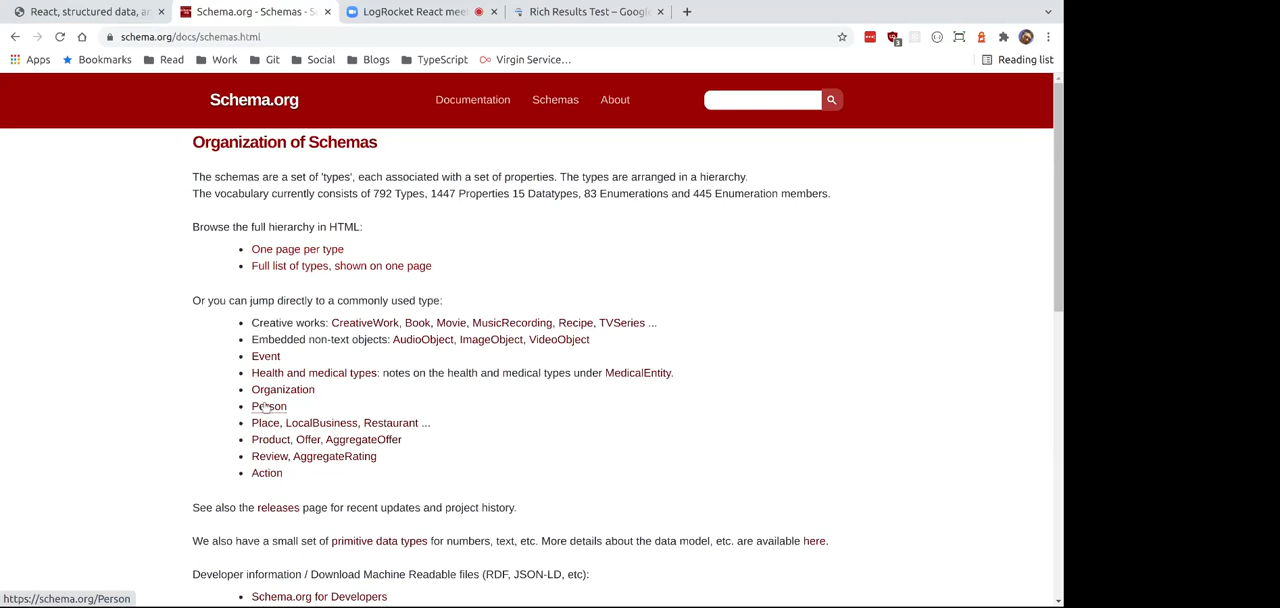 React, structured data, a
Schema.org - Schemas - S
LogRocket React mee
Rich Results Test – Google
schema.org/docs/schemas.html
3
Apps Bookmarks Read Work Git Social Blogs TypeScript Virgin Service… Reading list
Schema.org Documentation Schemas About
Organization of Schemas
The schemas are a set of 'types', each associated with a set of properties. The types are arranged in a hierarchy.
The vocabulary currently consists of 792 Types, 1447 Properties 15 Datatypes, 83 Enumerations and 445 Enumeration members.
Browse the full hierarchy in HTML:
One page per type
Full list of types, shown on one page
Or you can jump directly to a commonly used type:
Creative works: CreativeWork, Book, Movie, MusicRecording, Recipe, TVSeries ...
Embedded non-text objects: AudioObject, ImageObject, VideoObject
Event
Health and medical types: notes on the health and medical types under MedicalEntity.
Organization
Person
Place, LocalBusiness, Restaurant ...
Product, Offer, AggregateOffer
Review, AggregateRating
Action
See also the releases page for recent updates and project history.
We also have a small set of primitive data types for numbers, text, etc. More details about the data model, etc. are available here.
Developer information / Download Machine Readable files (RDF, JSON-LD, etc):
Schema.org for Developers
https://schema.org/Person